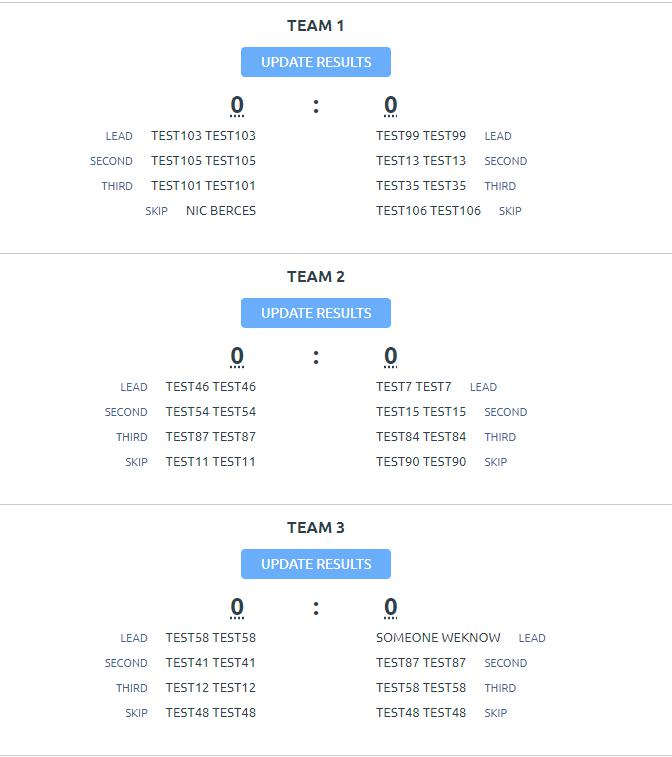 TEAM 1
UPDATE RESULTS
0 : 0
LEAD TEST103 TEST103 TEST99 TEST99 LEAD
SECOND TEST105 TEST105 TEST13 TEST13 SECOND
THIRD TEST101 TEST101 TEST35 TEST35 THIRD
SKIP NIC BERCES TEST106 TEST106 SKIP
TEAM 2
UPDATE RESULTS
0 : 0
LEAD TEST46 TEST46 TEST7 TEST7 LEAD
SECOND TEST54 TEST54 TEST15 TEST15 SECOND
THIRD TEST87 TEST87 TEST84 TEST84 THIRD
SKIP TEST11 TEST11 TEST90 TEST90 SKIP
TEAM 3
UPDATE RESULTS
0 : 0
LEAD TEST58 TEST58 SOMEONE WEKNOW LEAD
SECOND TEST41 TEST41 TEST87 TEST87 SECOND
THIRD TEST12 TEST12 TEST58 TEST58 THIRD
SKIP TEST48 TEST48 TEST48 TEST48 SKIP